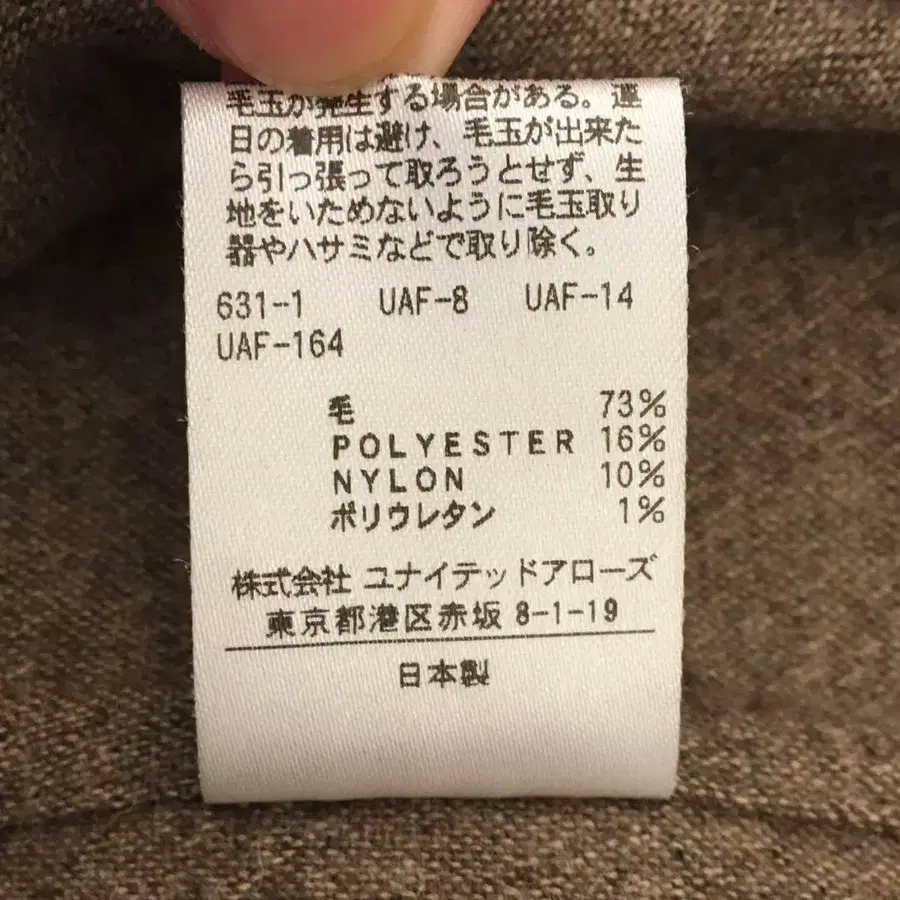 毛玉が発生する場合がある。連
日の着用は避け、毛玉が出来た
ら引っ張って取ろうとせず、生
地をいためないように毛玉取り
器やハサミなどで取り除く。
631-1 UAF-8 UAF-14
UAF-164
毛 73%
POLYESTER 16%
NYLON 10%
ポリウレタン 1%
株式会社 ユナイテッドアローズ
東京都港区赤坂 8-1-19
日本製